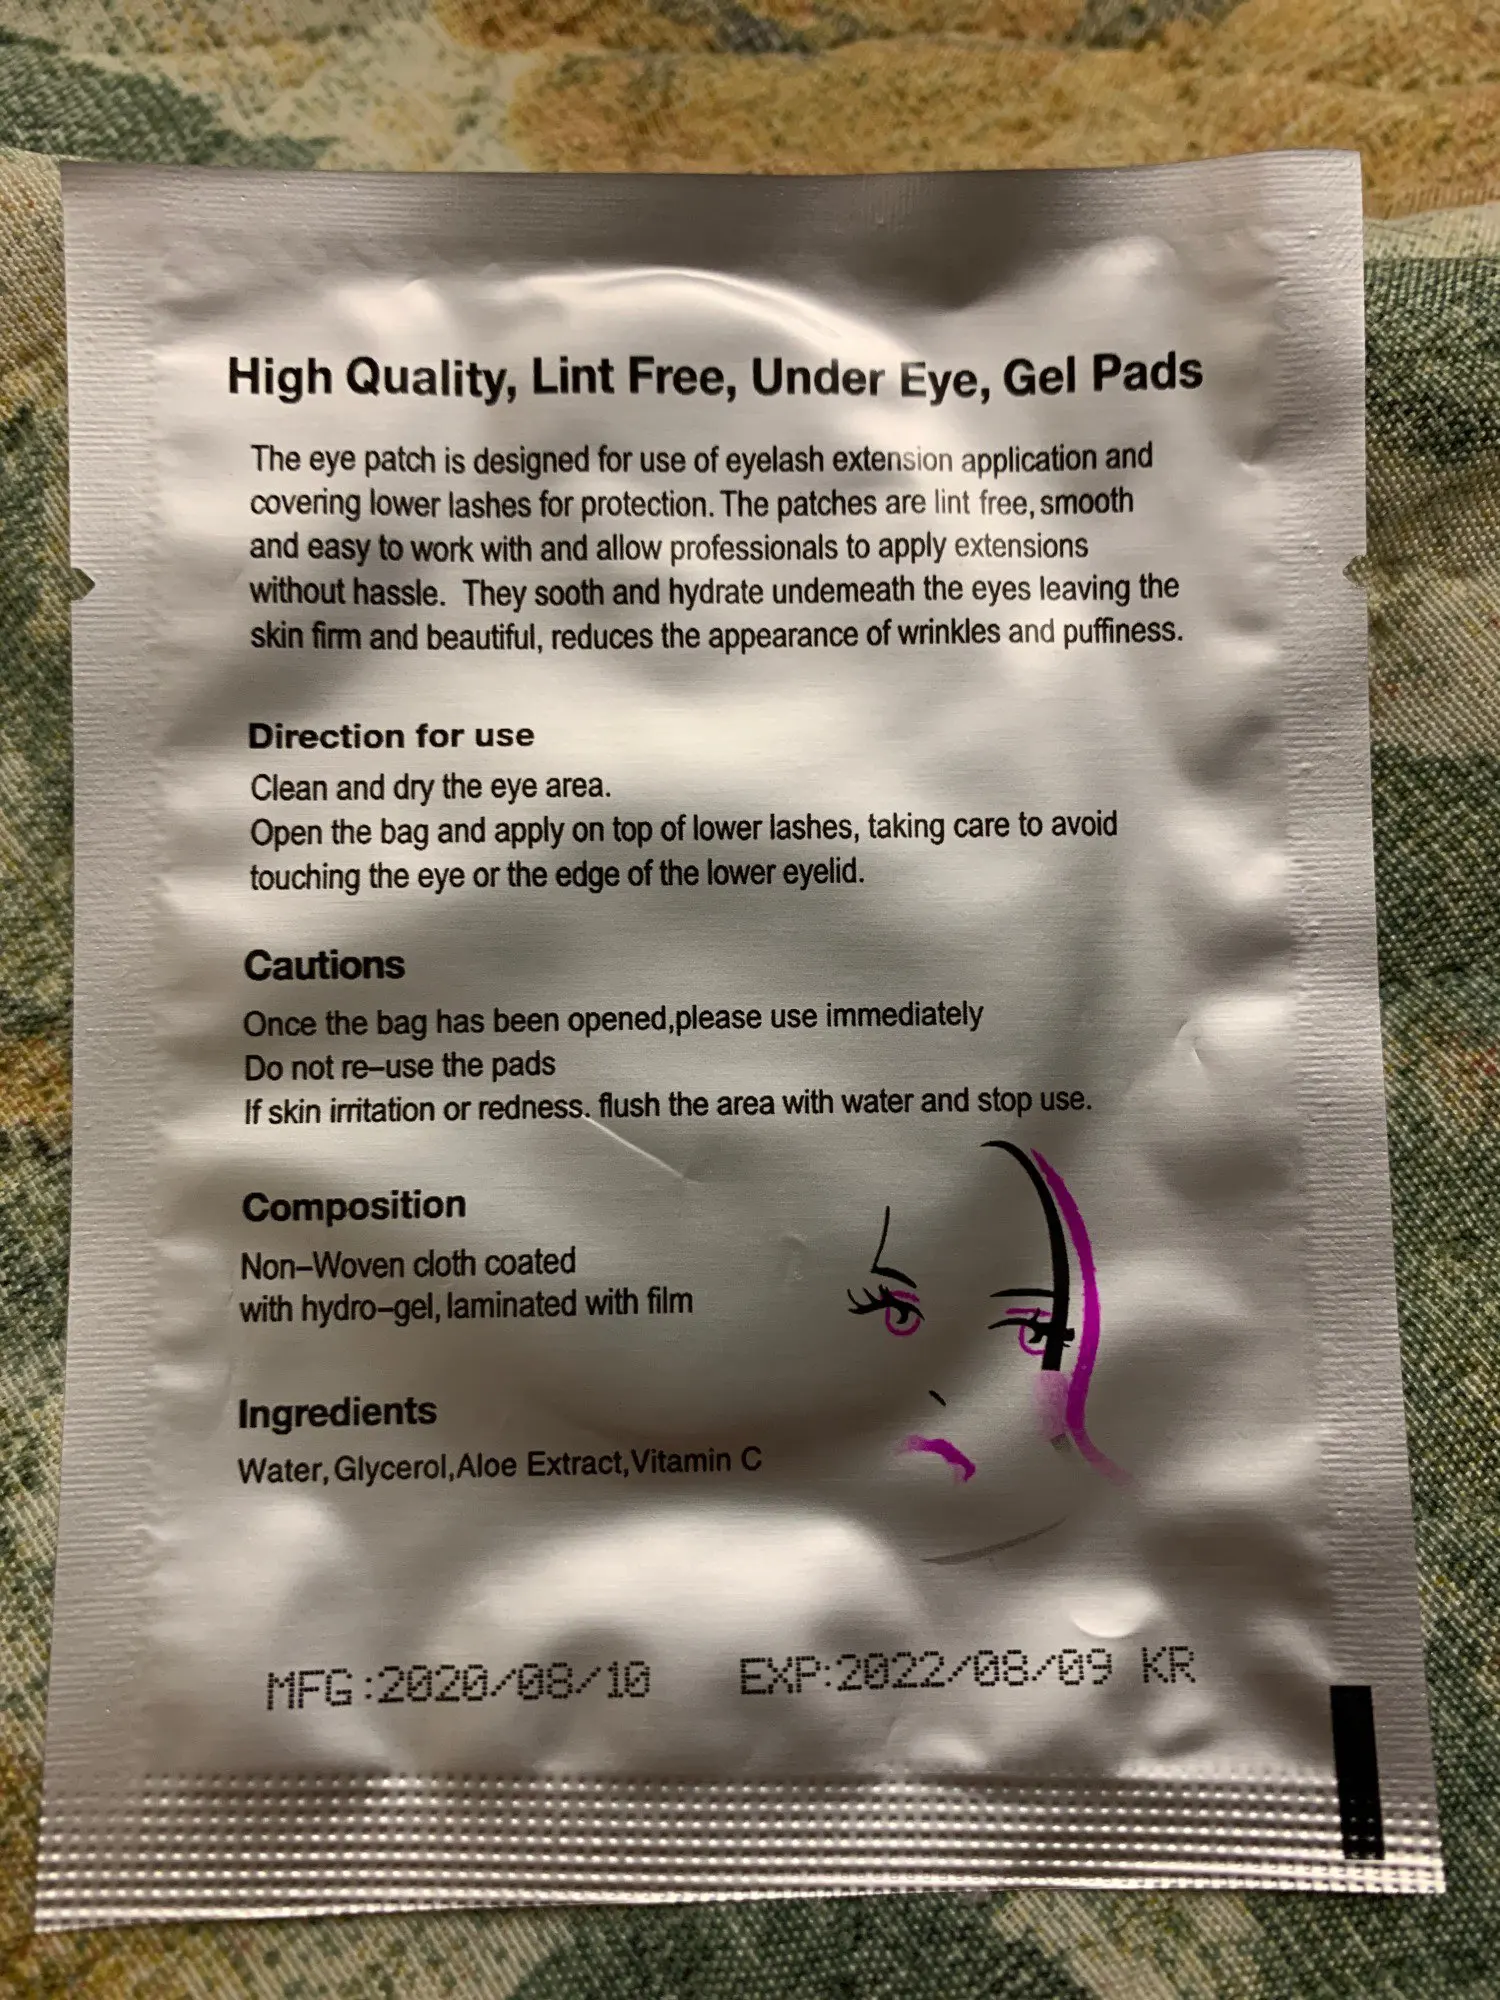 High Quality, Lint Free, Under Eye, Gel Pads
The eye patch is designed for use of eyelash extension application and
covering lower lashes for protection. The patches are lint free, smooth
and easy to work with and allow professionals to apply extensions
without hassle. They sooth and hydrate undemeath the eyes leaving the
skin firm and beautiful, reduces the appearance of wrinkles and puffiness.
Direction for use
Clean and dry the eye area.
Open the bag and apply on top of lower lashes, taking care to avoid
touching the eye or the edge of the lower eyelid.
Cautions
Once the bag has been opened,please use immediately
Do not re–use the pads
If skin irritation or redness. flush the area with water and stop use.
Composition
Non–Woven cloth coated
with hydro–gel, laminated with film
Ingredients
Water, Glycerol,Aloe Extract,Vitamin C
MFG:2020/08/10 EXP:2022/08/09 KR